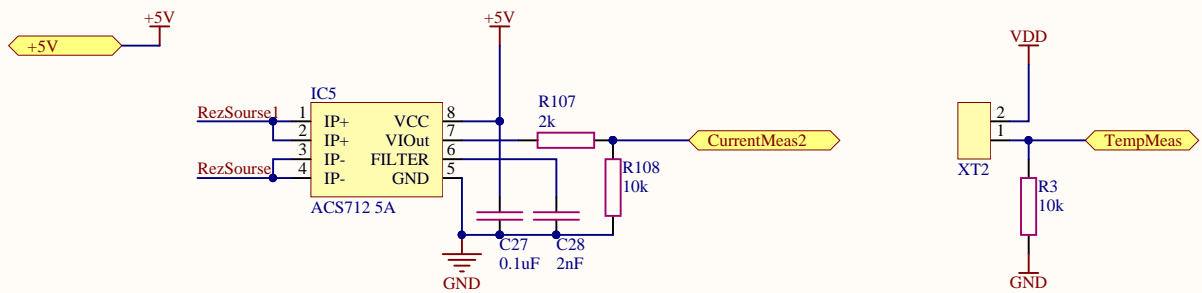 +5V
+5V
+5V
VDD
IC5
RezSourse1
1 IP+ VCC 8
2 IP+ VIOut 7
3 IP- FILTER 6
RezSourse
4 IP- GND 5
ACS712 5A
R107
2k
CurrentMeas2
R108
10k
C27
0.1uF
C28
2nF
GND
2
1
XT2
TempMeas
R3
10k
GND